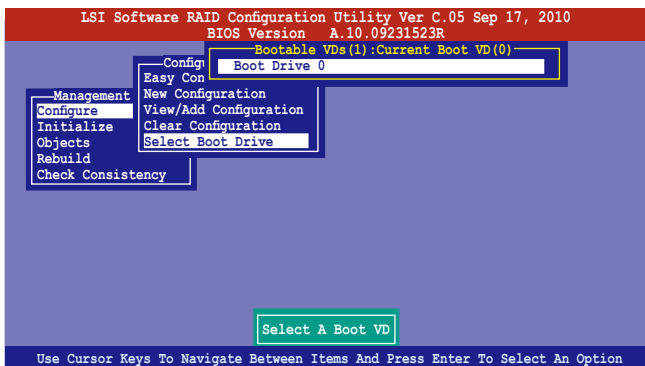 LSI Software RAID Configuration Utility Ver C.05 Sep 17, 2010
BIOS Version A.10.09231523R
Bootable VDs(1):Current Boot VD(0)
Boot Drive 0
Config
Easy Con
New Configuration
View/Add Configuration
Clear Configuration
Select Boot Drive
Management
Configure
Initialize
Objects
Rebuild
Check Consistency
Select A Boot VD
Use Cursor Keys To Navigate Between Items And Press Enter To Select An Option